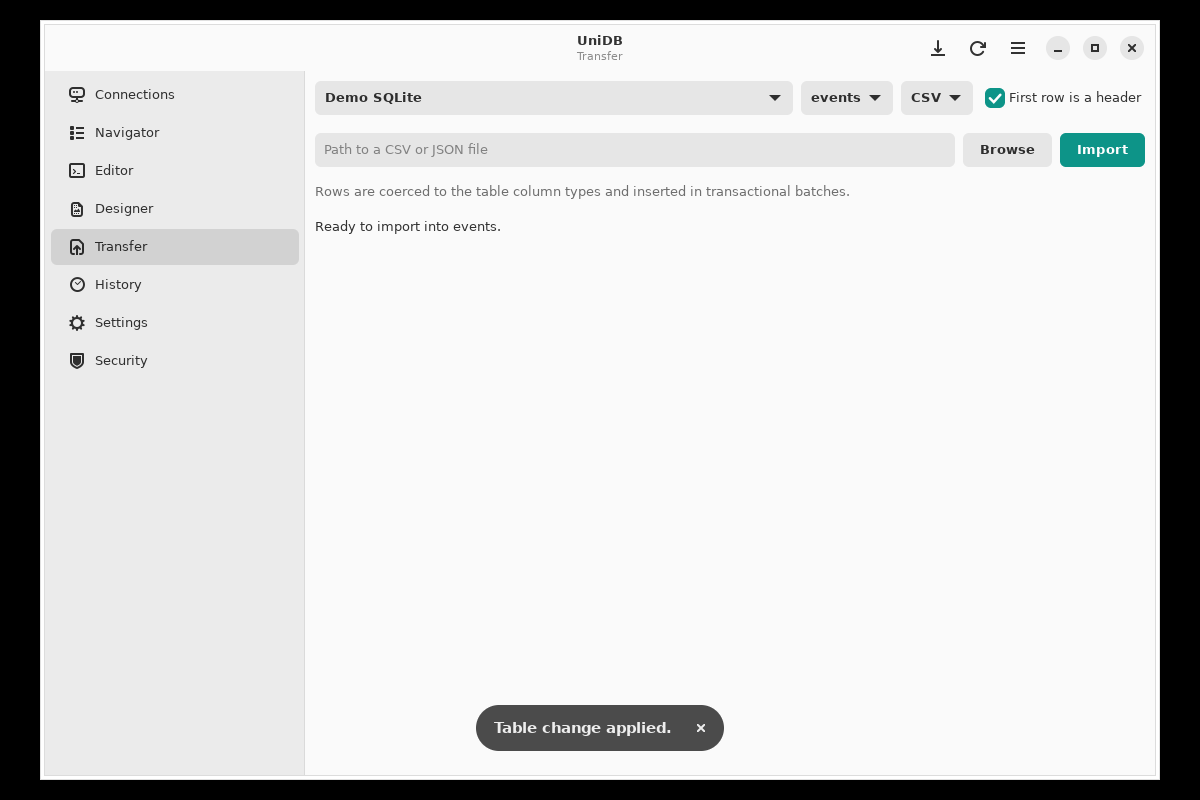 UniDB
Transfer
Connections
Navigator
Editor
Designer
Transfer
History
Settings
Security
Demo SQLite
events
CSV
First row is a header
Path to a CSV or JSON file
Browse
Import
Rows are coerced to the table column types and inserted in transactional batches.
Ready to import into events.
Table change applied.